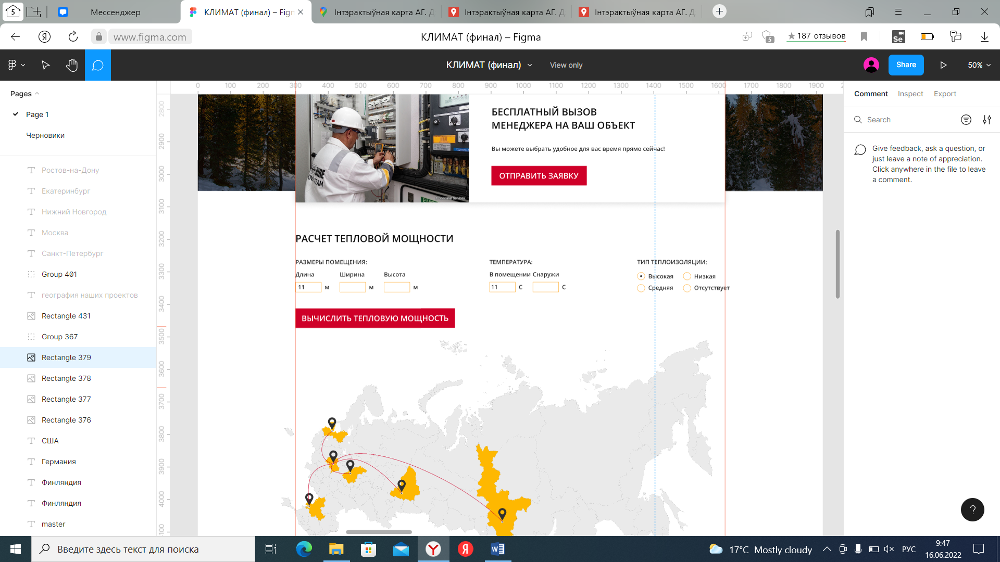 5
Мессенджер
КЛИМАТ (финал) – Figm
Інтэрактыўная карта АГ. Д
Інтэрактыўная карта АГ. Д
Інтэрактыўная карта АГ. Д
www.figma.com
КЛИМАТ (финал) – Figma
5
187 отзывов
Se
КЛИМАТ (финал)
View only
Share
50%
0 100 200 300 400 500 600 700 800 900 1000 1100 1200 1300 1400 1500 1600 1700 1800 1900
Pages
Page 1
Черновики
Ростов-на-Дону
Екатеринбург
Нижний Новгород
Москва
Санкт-Петербург
Group 401
география наших проектов
Rectangle 431
Group 367
Rectangle 379
Rectangle 378
Rectangle 377
Rectangle 376
США
Германия
Финляндия
Финляндия
master
2800
2900
3000
3100
3200
3300
3400
3500
3600
3700
3800
3900
4000
БЕСПЛАТНЫЙ ВЫЗОВ
МЕНЕДЖЕРА НА ВАШ ОБЪЕКТ
Вы можете выбрать удобное для вас время прямо сейчас!
ОТПРАВИТЬ ЗАЯВКУ
РАСЧЕТ ТЕПЛОВОЙ МОЩНОСТИ
РАЗМЕРЫ ПОМЕЩЕНИЯ:
Длина Ширина Высота
11 м м м
ТЕМПЕРАТУРА:
В помещении Снаружи
11 С С
ТИП ТЕПЛОИЗОЛЯЦИИ:
Высокая Низкая
Средняя Отсутствует
ВЫЧИСЛИТЬ ТЕПЛОВУЮ МОЩНОСТЬ
Comment
Inspect
Export
Search
Give feedback, ask a question, or
just leave a note of appreciation.
Click anywhere in the file to leave
a comment.
?
Введите здесь текст для поиска
17°C Mostly cloudy
РУС
9:47
16.06.2022